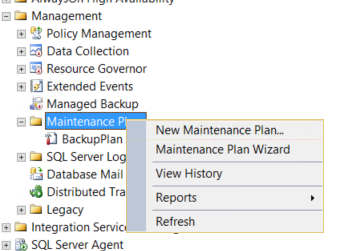 AlwaysOn High Availability
Management
Policy Management
Data Collection
Resource Governor
Extended Events
Managed Backup
Maintenance Pl
New Maintenance Plan...
BackupPlan
Maintenance Plan Wizard
SQL Server Log
Database Mail
View History
Distributed Tra
Reports
Legacy
Integration Service
Refresh
SQL Server Agent